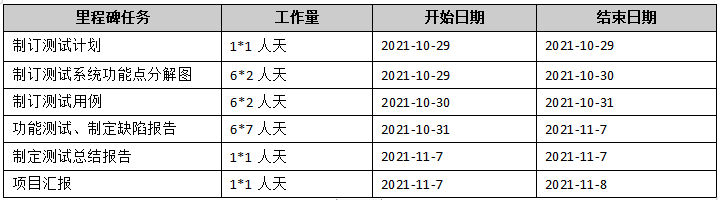 里程碑任务 工作量 开始日期 结束日期
制订测试计划 1*1 人天 2021-10-29 2021-10-29
制订测试系统功能点分解图 6*2 人天 2021-10-29 2021-10-30
制订测试用例 6*2 人天 2021-10-30 2021-10-31
功能测试、制定缺陷报告 6*7 人天 2021-10-31 2021-11-7
制定测试总结报告 1*1 人天 2021-11-7 2021-11-7
项目汇报 1*1 人天 2021-11-7 2021-11-8